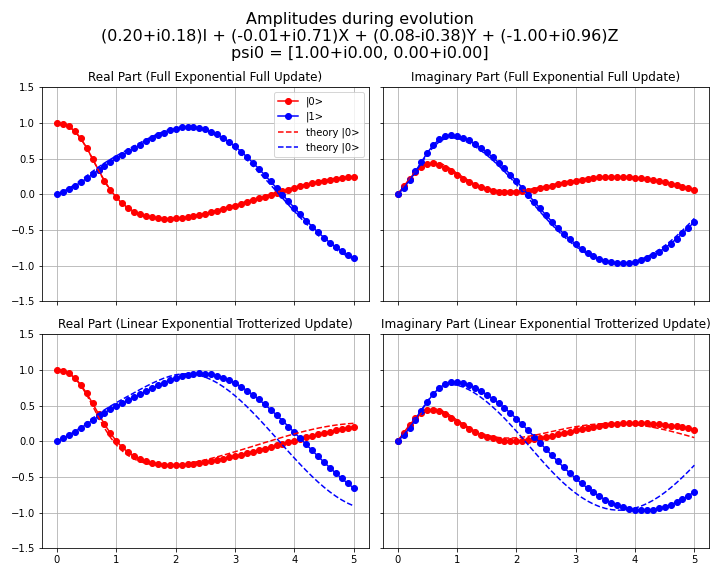 Amplitudes during evolution
(0.20+i0.18)I + (-0.01+i0.71)X + (0.08-i0.38)Y + (-1.00+i0.96)Z
psi0 = [1.00+i0.00, 0.00+i0.00]
Real Part (Full Exponential Full Update)
Imaginary Part (Full Exponential Full Update)
1.5
1.0
0.5
0.0
−0.5
−1.0
−1.5
|0>
|1>
theory |0>
theory |0>
Real Part (Linear Exponential Trotterized Update)
Imaginary Part (Linear Exponential Trotterized Update)
1.5
1.0
0.5
0.0
−0.5
−1.0
−1.5
0 1 2 3 4 5
0 1 2 3 4 5